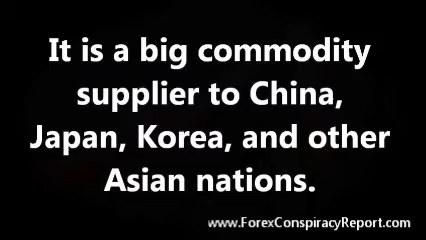 It is a big commodity
supplier to China,
Japan, Korea, and other
Asian nations.
www.ForexConspiracyReport.com